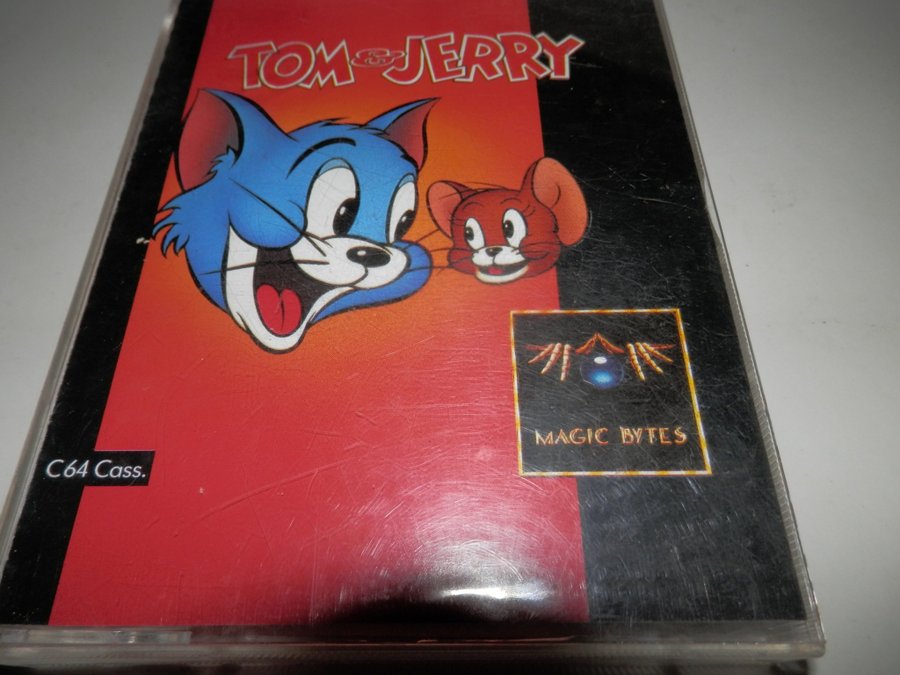 TOM & JERRY
MAGIC BYTES
C64 Cass.